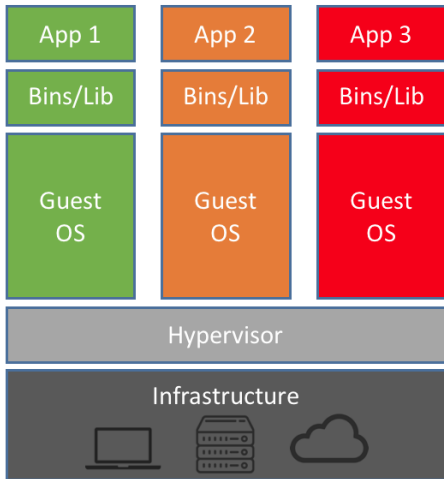 App 1
App 2
App 3
Bins/Lib
Bins/Lib
Bins/Lib
Guest
OS
Guest
OS
Guest
OS
Hypervisor
Infrastructure